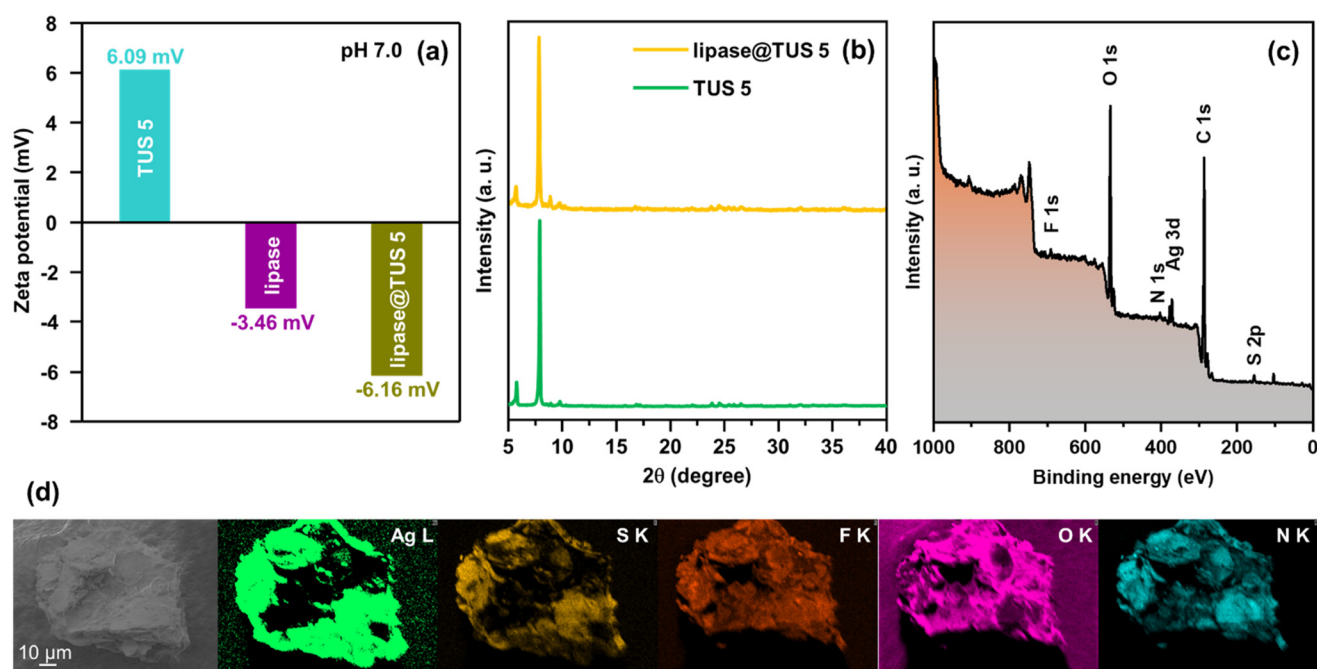 8
6
4
2
0
-2
-4
-6
-8
Zeta potential (mV)
6.09 mV
pH 7.0
(a)
TUS 5
lipase
lipase@TUS 5
-3.46 mV
-6.16 mV
Intensity (a. u.)
lipase@TUS 5
TUS 5
(b)
5 10 15 20 25 30 35 40
2θ (degree)
Intensity (a. u.)
(c)
F 1s
O 1s
N 1s
Ag 3d
C 1s
S 2p
1000 800 600 400 200 0
Binding energy (eV)
(d)
10 µm
Ag L
S K
F K
O K
N K